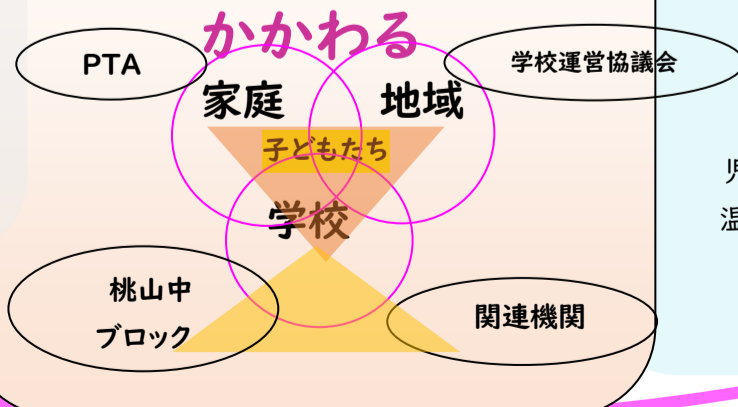 かかわる
PTA
学校運営協議会
家庭
地域
子どもたち
学校
桃山中
ブロック
関連機関